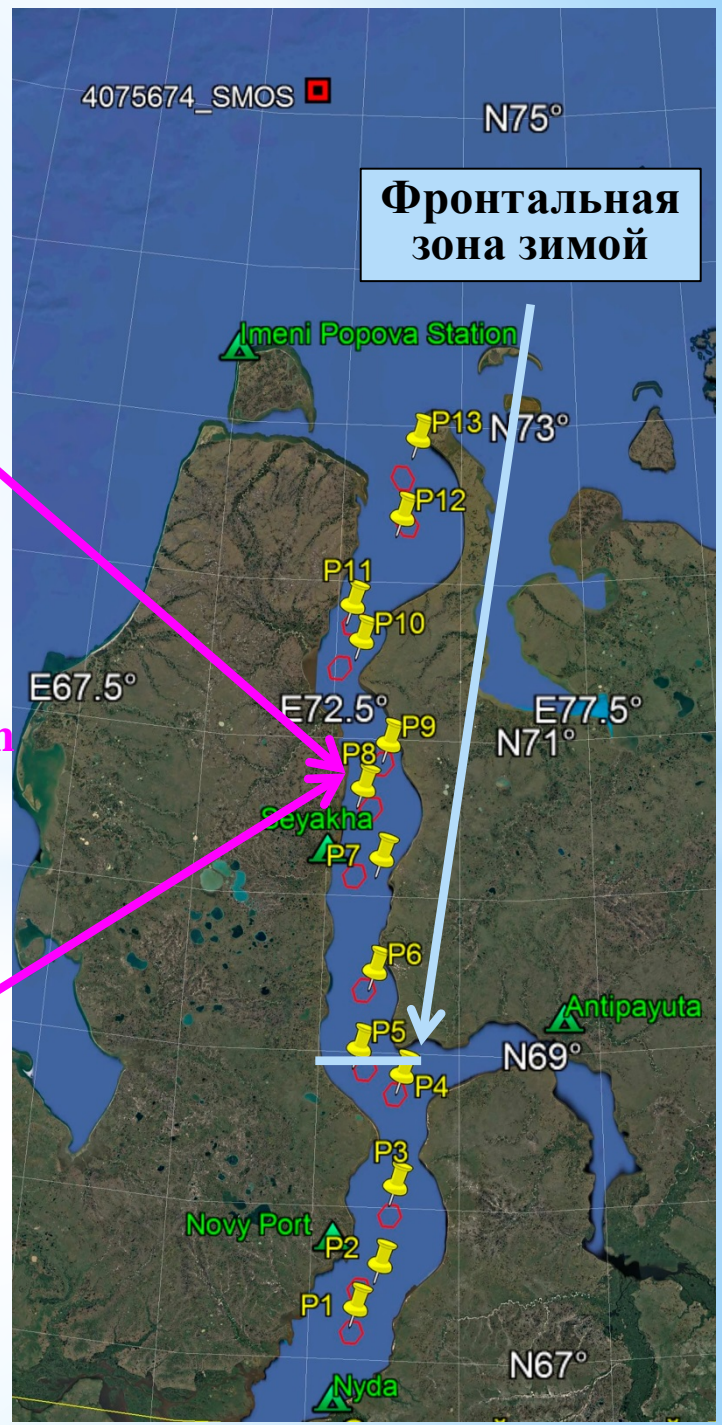 4075674_SMOS
N75°
Фронтальная
зона зимой
Imeni Popova Station
P13
N73°
P12
P11
P10
E67.5°
E72.5°
E77.5°
P9
N71°
P8
Seyakha
P7
P6
Antipayuta
P5
N69°
P4
P3
Novy Port
P2
P1
N67°
Nyda